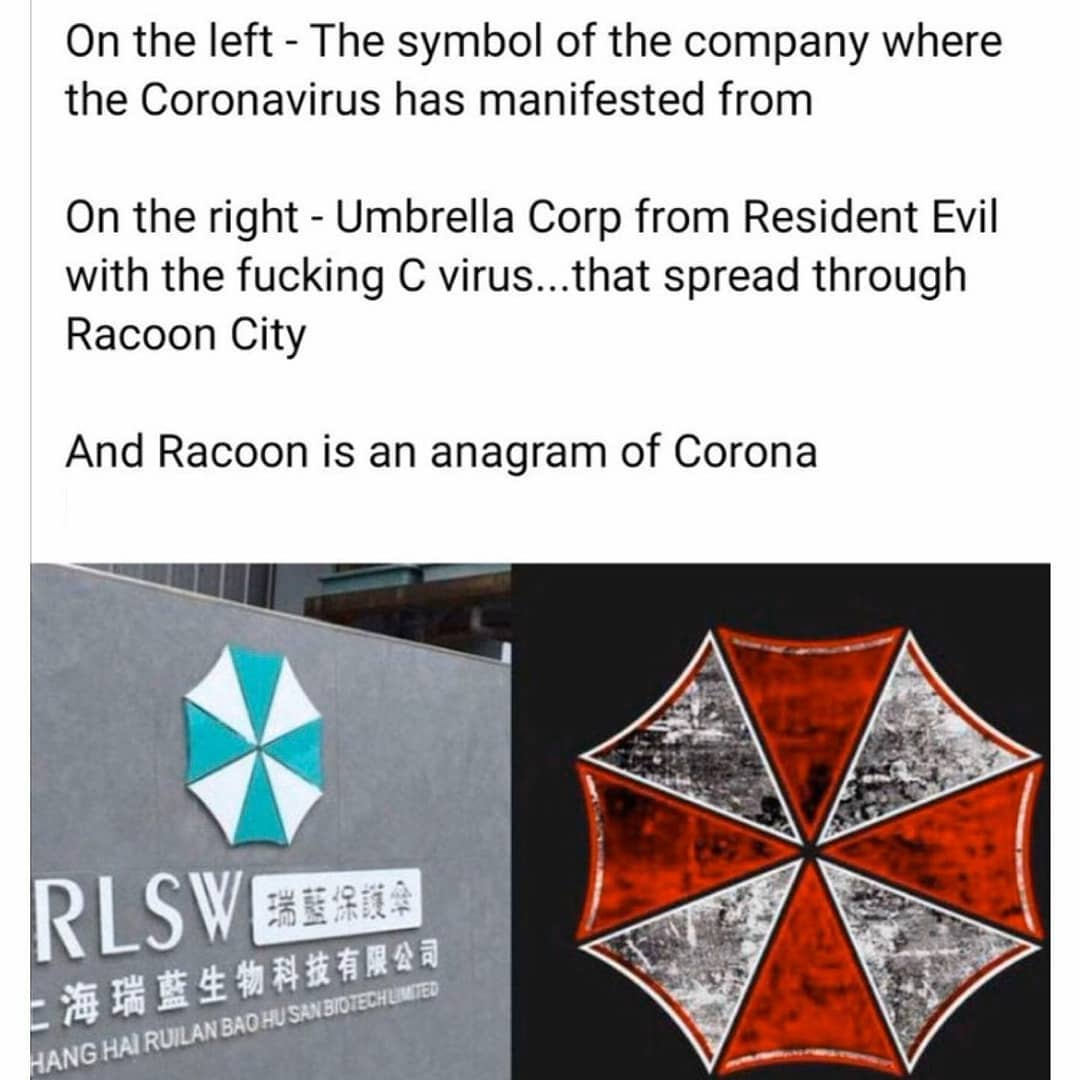 On the left - The symbol of the company where
the Coronavirus has manifested from
On the right - Umbrella Corp from Resident Evil
with the fucking C virus...that spread through
Racoon City
And Racoon is an anagram of Corona
RLSW 瑞藍保護傘
上海瑞藍生物科技有限公司
HANG HAI RUILAN BAO HU SAN BIOTECH LIMITED